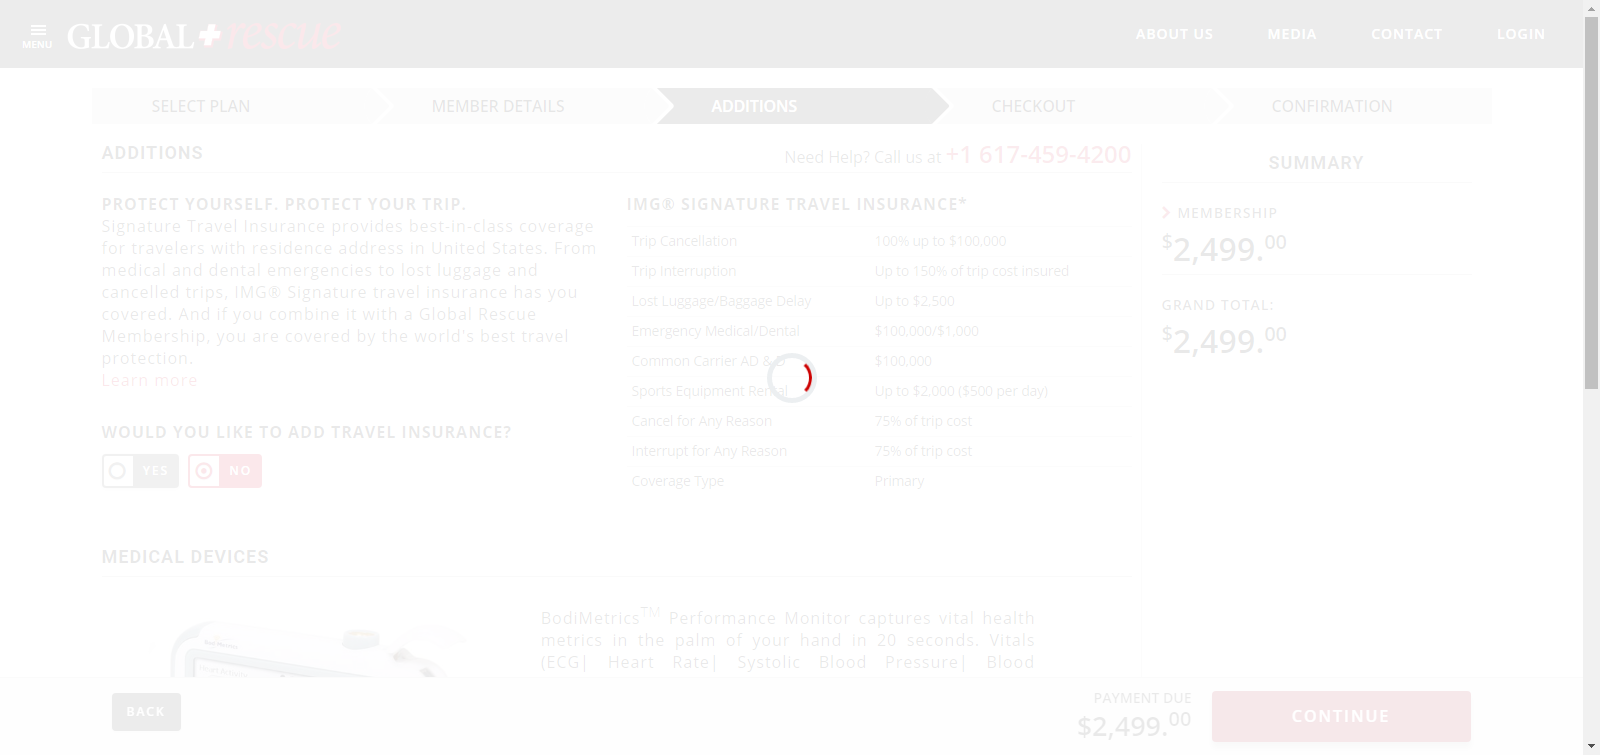 MENU
GLOBAL rescue
ABOUT US
MEDIA
CONTACT
LOGIN
SELECT PLAN
MEMBER DETAILS
ADDITIONS
CHECKOUT
CONFIRMATION
ADDITIONS
Need Help? Call us at +1 617-459-4200
PROTECT YOURSELF. PROTECT YOUR TRIP.
Signature Travel Insurance provides best-in-class coverage
for travelers with residence address in United States. From
medical and dental emergencies to lost luggage and
cancelled trips, IMG® Signature travel insurance has you
covered. And if you combine it with a Global Rescue
Membership, you are covered by the world's best travel
protection.
Learn more
WOULD YOU LIKE TO ADD TRAVEL INSURANCE?
YES
NO
IMG® SIGNATURE TRAVEL INSURANCE*
Trip Cancellation 100% up to $100,000
Trip Interruption Up to 150% of trip cost insured
Lost Luggage/Baggage Delay Up to $2,500
Emergency Medical/Dental $100,000/$1,000
Common Carrier AD & D $100,000
Sports Equipment Rental Up to $2,000 ($500 per day)
Cancel for Any Reason 75% of trip cost
Interrupt for Any Reason 75% of trip cost
Coverage Type Primary
SUMMARY
MEMBERSHIP
$2,499.00
GRAND TOTAL:
$2,499.00
MEDICAL DEVICES
BodiMetrics™ Performance Monitor captures vital health
metrics in the palm of your hand in 20 seconds. Vitals
(ECG| Heart Rate| Systolic Blood Pressure| Blood
BACK
PAYMENT DUE
$2,499.00
CONTINUE